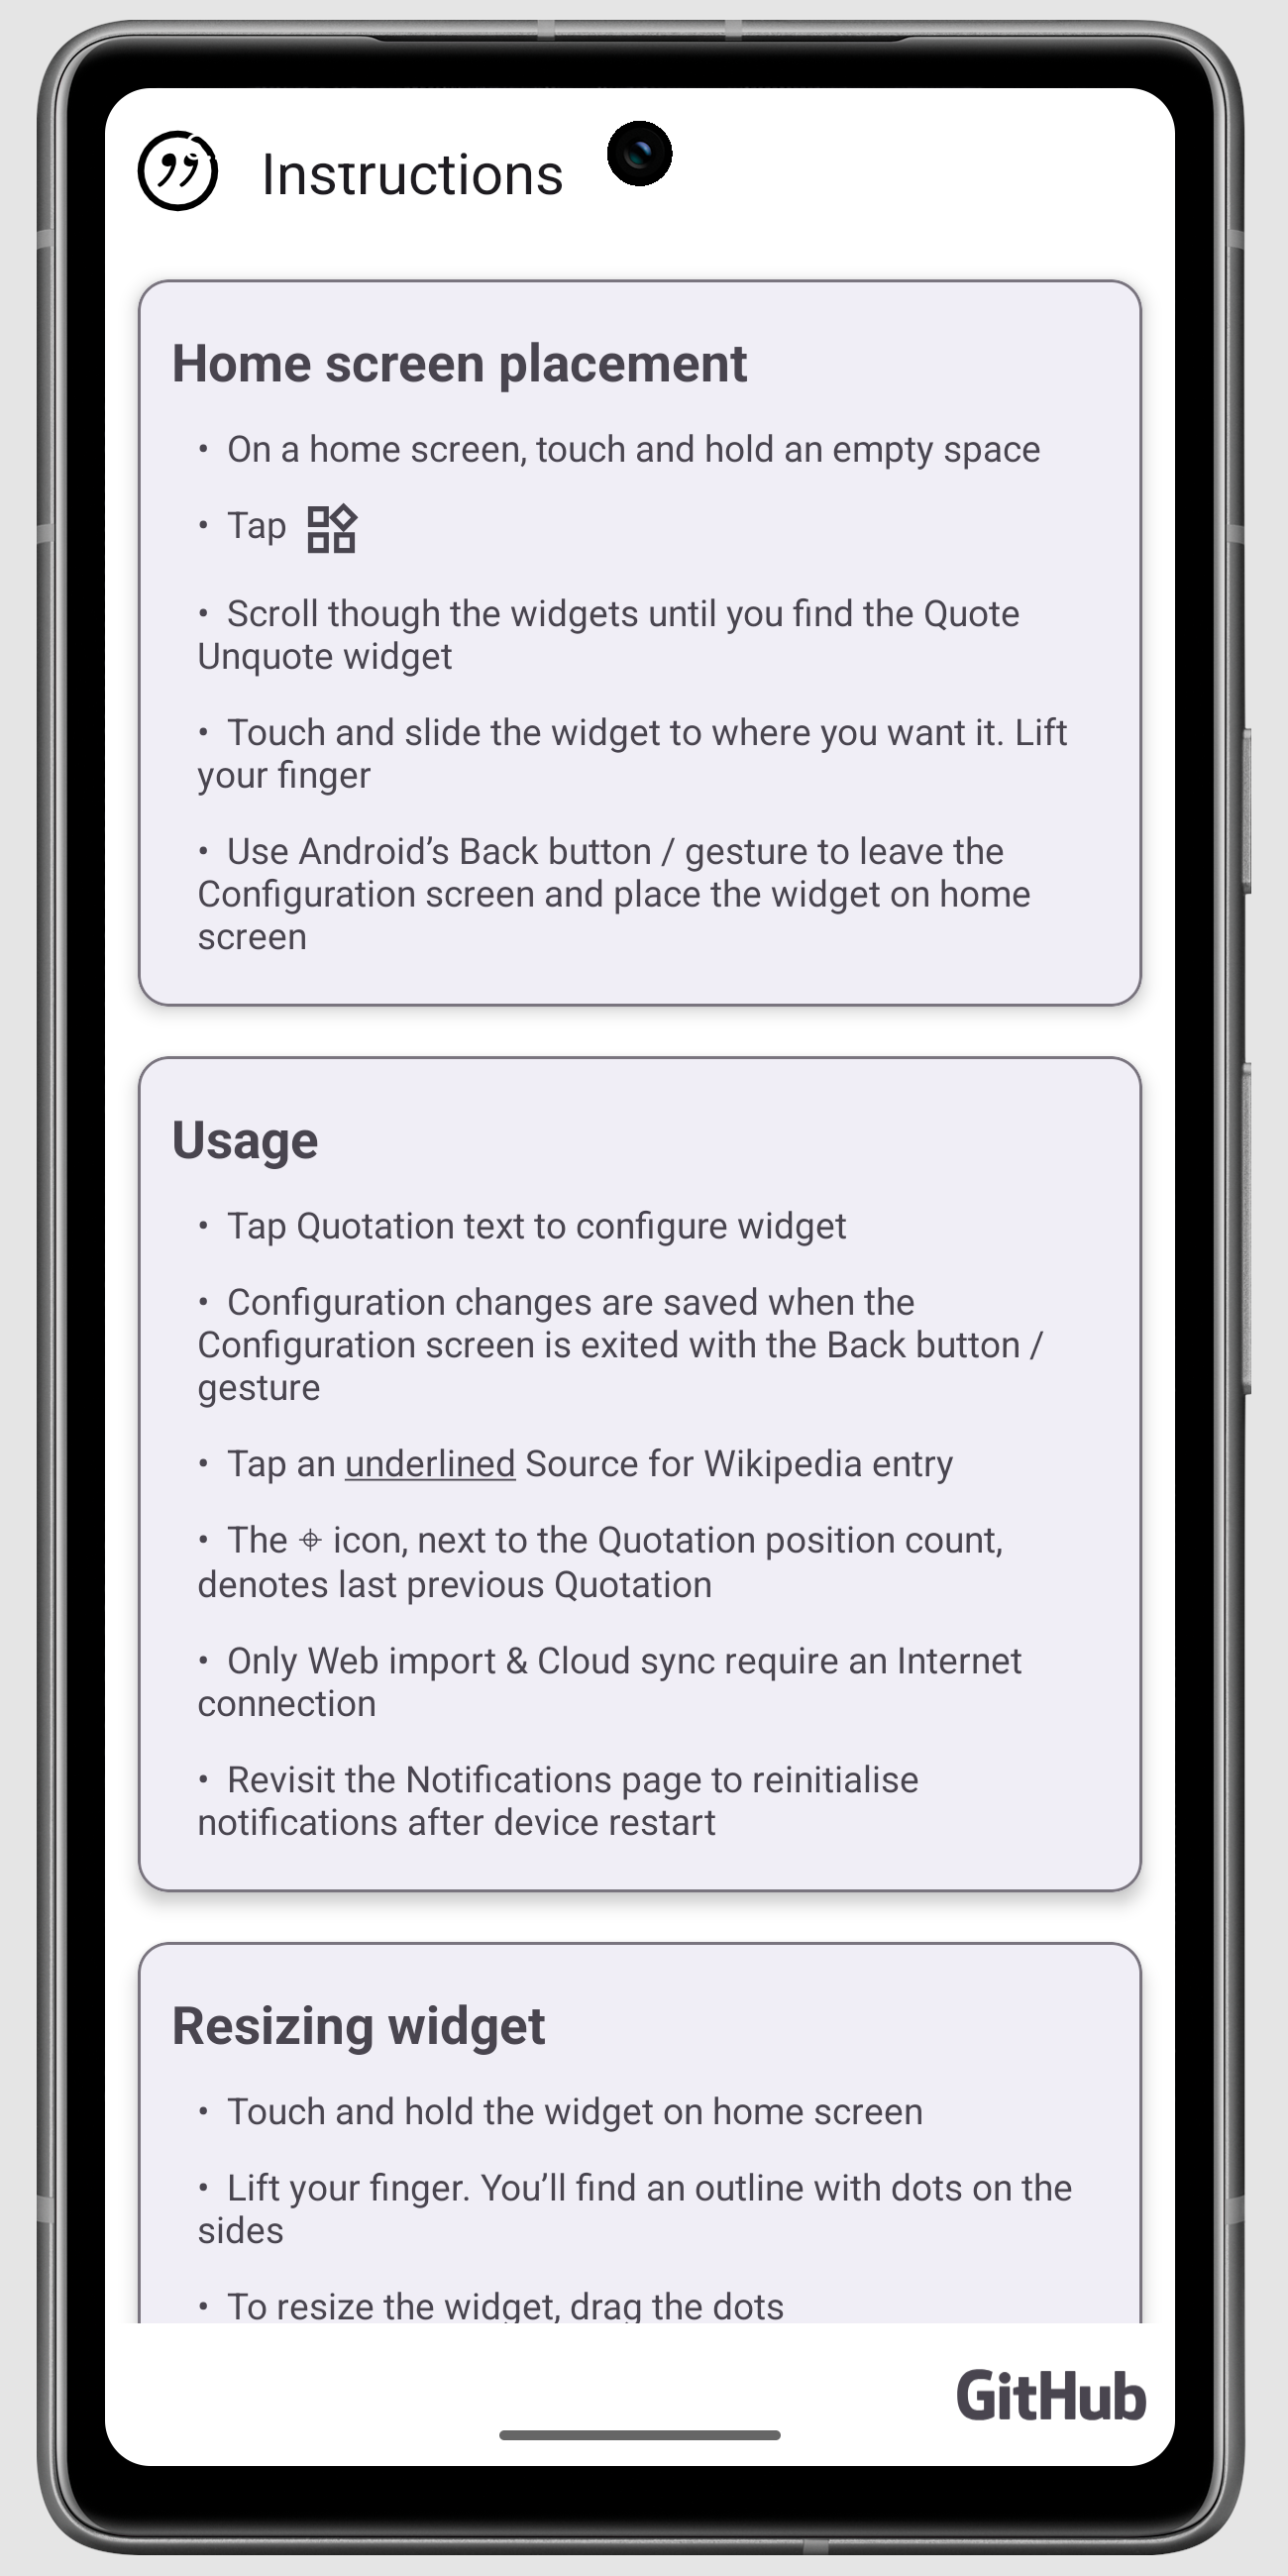 Instructions
Home screen placement
• On a home screen, touch and hold an empty space
• Tap
• Scroll though the widgets until you find the Quote
Unquote widget
• Touch and slide the widget to where you want it. Lift
your finger
• Use Android’s Back button / gesture to leave the
Configuration screen and place the widget on home
screen
Usage
• Tap Quotation text to configure widget
• Configuration changes are saved when the
Configuration screen is exited with the Back button /
gesture
• Tap an underlined Source for Wikipedia entry
• The ⌖ icon, next to the Quotation position count,
denotes last previous Quotation
• Only Web import & Cloud sync require an Internet
connection
• Revisit the Notifications page to reinitialise
notifications after device restart
Resizing widget
• Touch and hold the widget on home screen
• Lift your finger. You’ll find an outline with dots on the
sides
• To resize the widget, drag the dots
GitHub